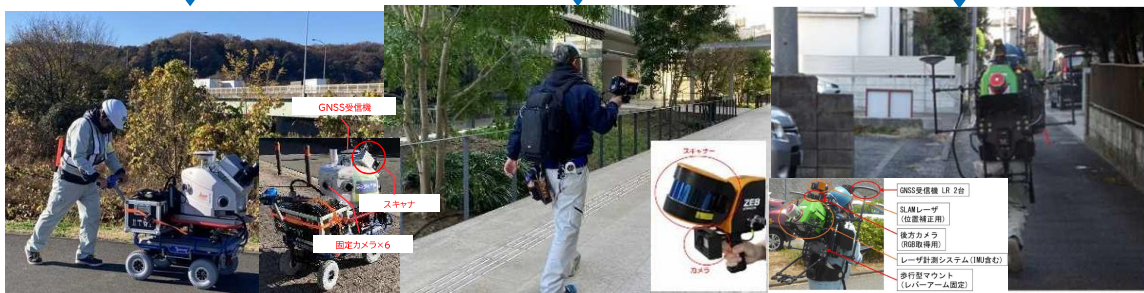 GNSS受信機
スキャナ
固定カメラ×6
スキャナー
ZEB
カメラ
GNSS受信機 LR 2台
SLAMレーザ
(位置補正用)
後方カメラ
(RGB取得用)
レーザ計測システム(IMU含む)
歩行型マウント
(レバーアーム固定)